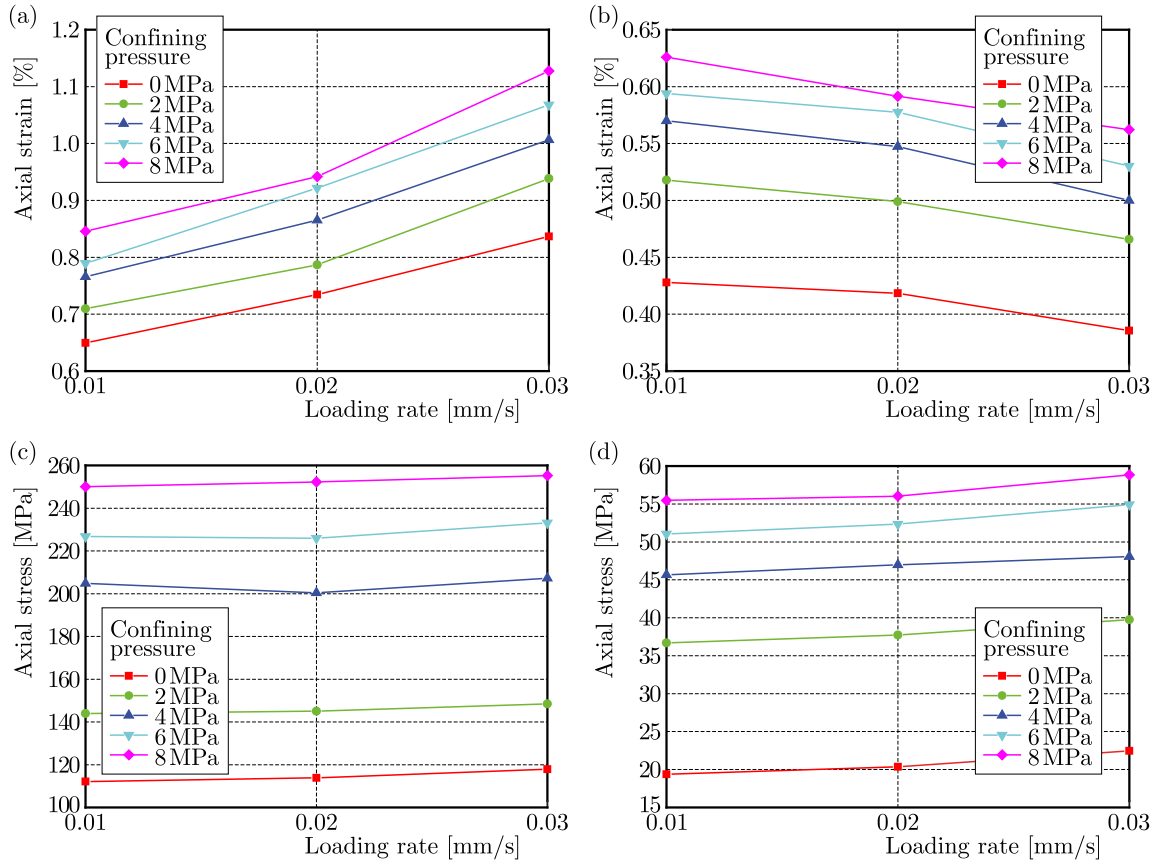 (a)
Axial strain [%]
1.2
1.1
1.0
0.9
0.8
0.7
0.6
Confining
pressure
0 MPa
2 MPa
4 MPa
6 MPa
8 MPa
0.01
0.02
0.03
Loading rate [mm/s]
(b)
Axial strain [%]
0.65
0.60
0.55
0.50
0.45
0.40
0.35
Confining
pressure
0 MPa
2 MPa
4 MPa
6 MPa
8 MPa
0.01
0.02
0.03
Loading rate [mm/s]
(c)
Axial stress [MPa]
260
240
220
200
180
160
140
120
100
Confining
pressure
0 MPa
2 MPa
4 MPa
6 MPa
8 MPa
0.01
0.02
0.03
Loading rate [mm/s]
(d)
Axial stress [MPa]
60
55
50
45
40
35
30
25
20
15
Confining
pressure
0 MPa
2 MPa
4 MPa
6 MPa
8 MPa
0.01
0.02
0.03
Loading rate [mm/s]